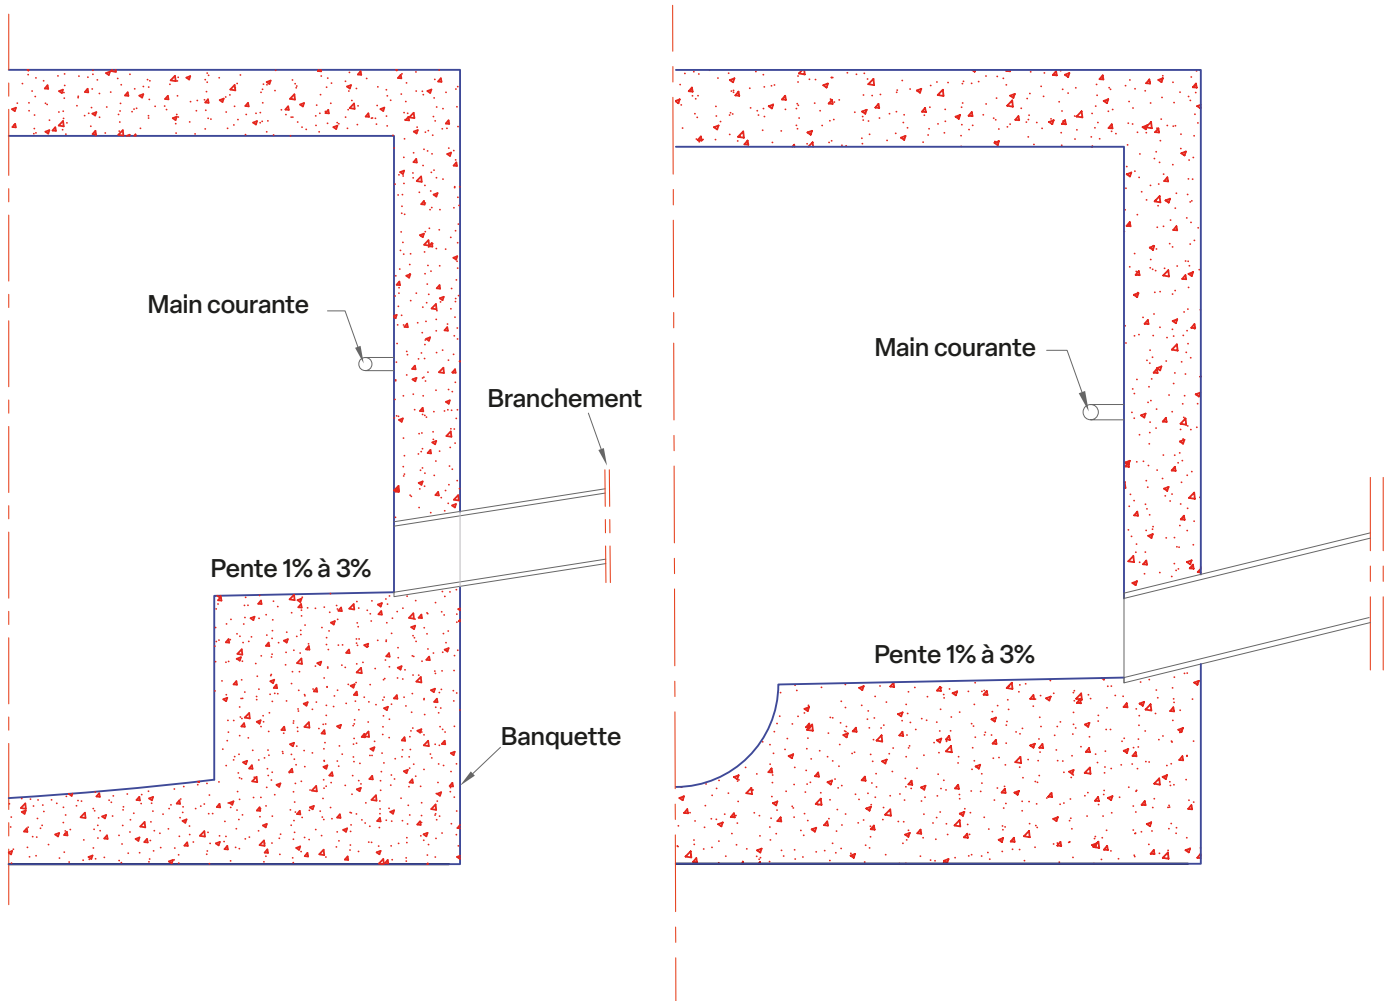 Main courante
Branchement
Pente 1% à 3%
Banquette
Main courante
Pente 1% à 3%